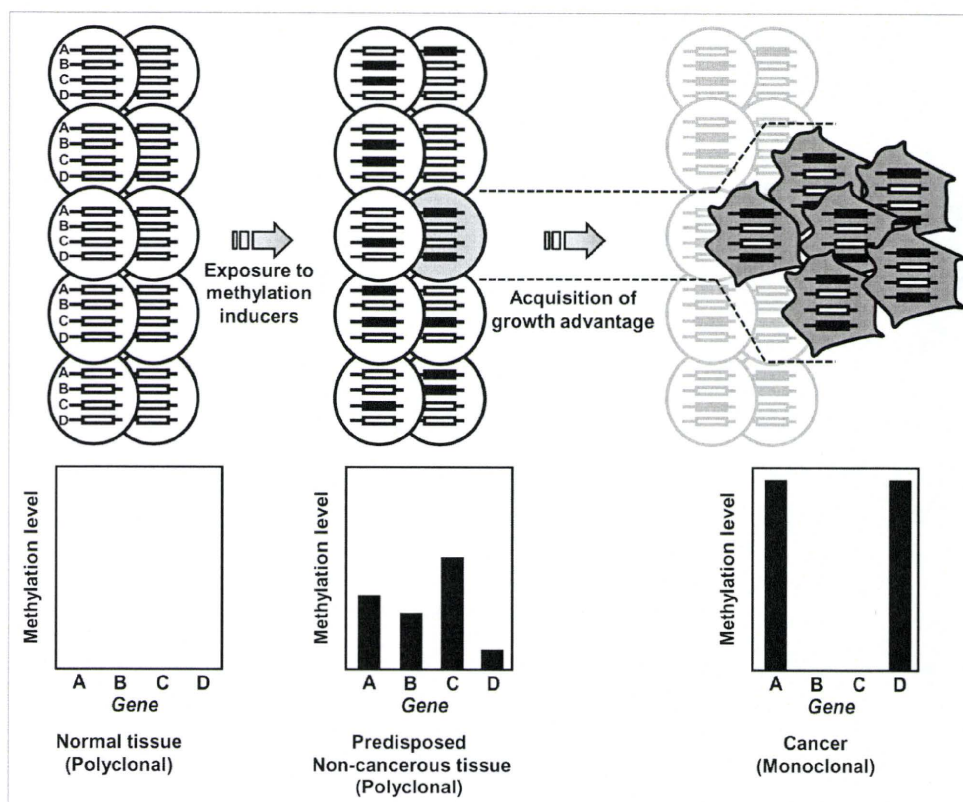 A
B
C
D
A
B
C
D
A
B
C
D
A
B
C
D
A
B
C
D
Exposure to
methylation
inducers
Acquisition of
growth advantage
Methylation level
A B C D
Gene
Normal tissue
(Polyclonal)
Methylation level
A B C D
Gene
Predisposed
Non-cancerous tissue
(Polyclonal)
Methylation level
A B C D
Gene
Cancer
(Monoclonal)